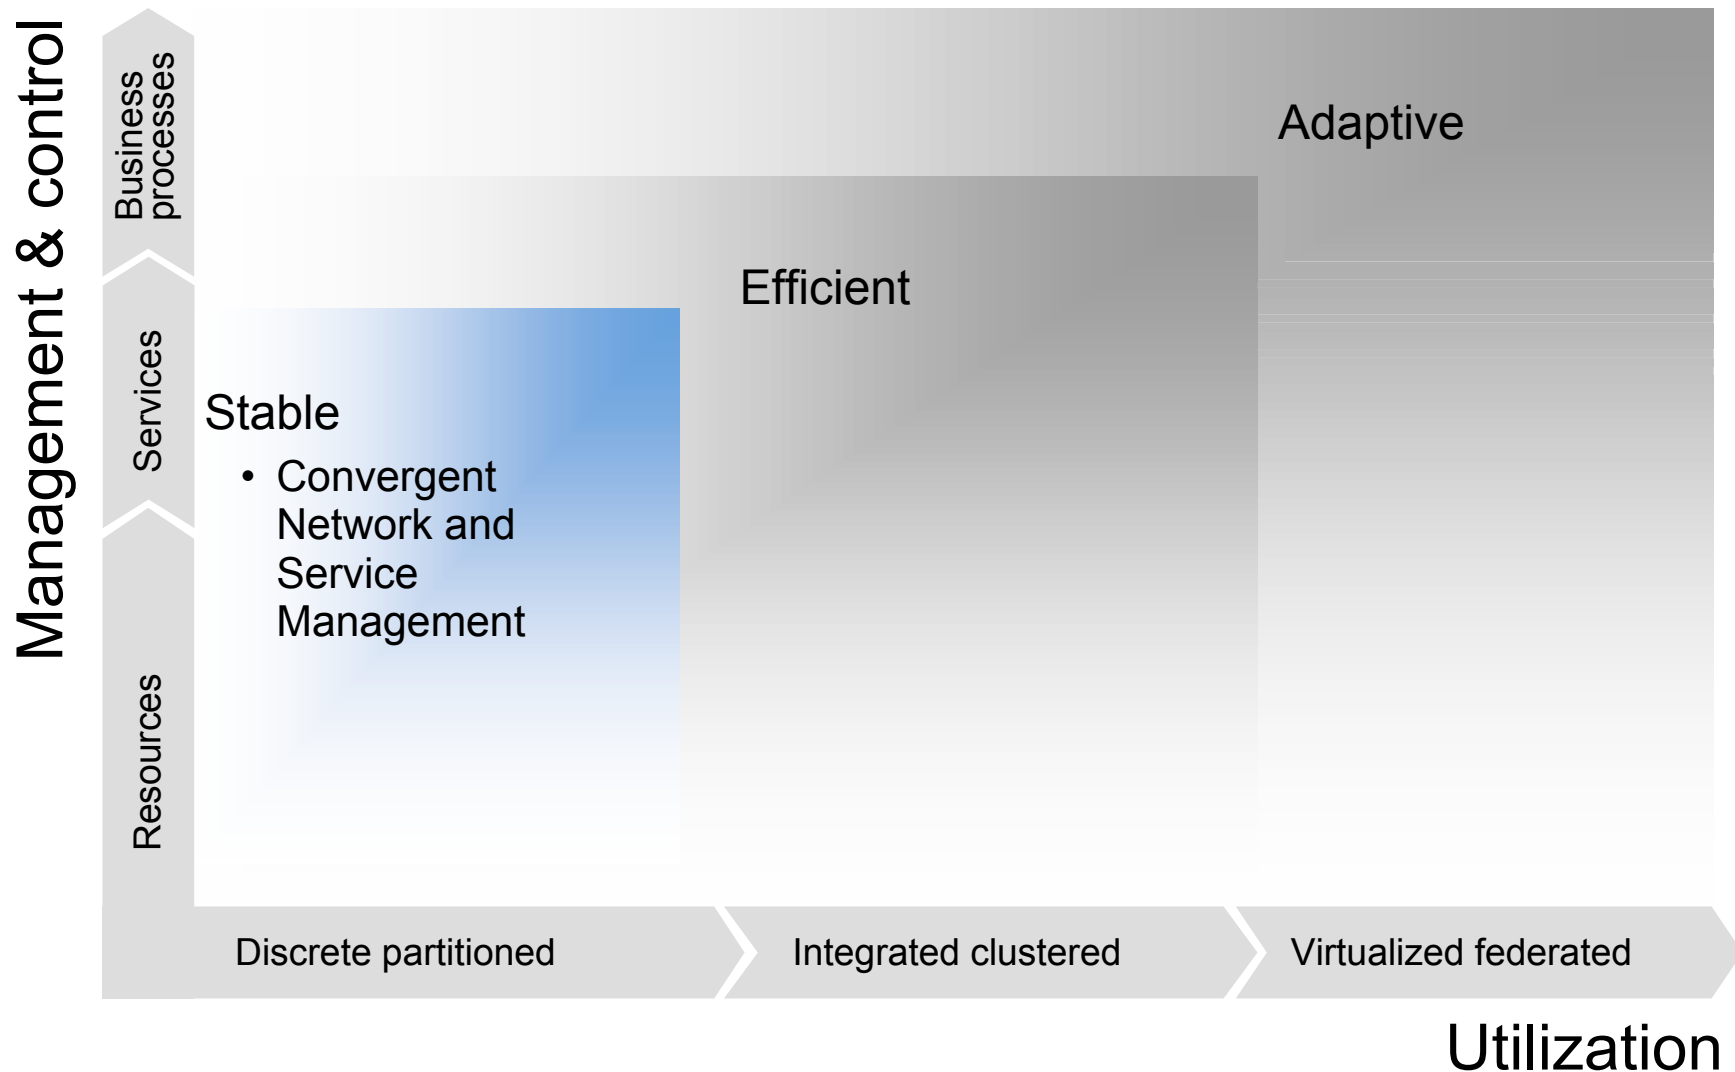 Management & control
Business
processes
Services
Resources
Adaptive
Efficient
Stable
• Convergent
Network and
Service
Management
Discrete partitioned
Integrated clustered
Virtualized federated
Utilization